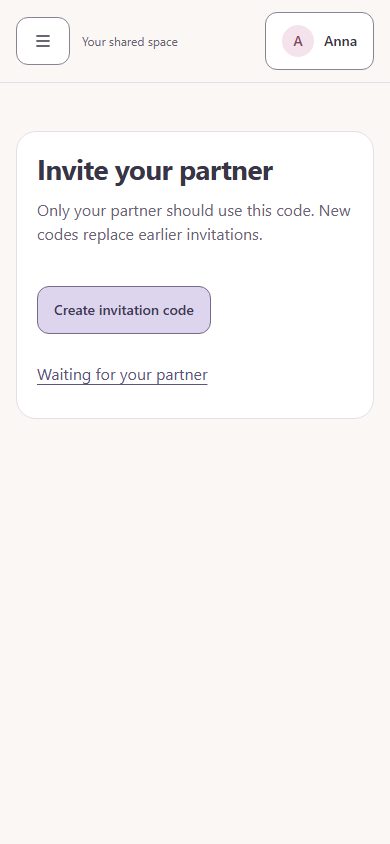 Your shared space
A
Anna
Invite your partner
Only your partner should use this code. New
codes replace earlier invitations.
Create invitation code
Waiting for your partner